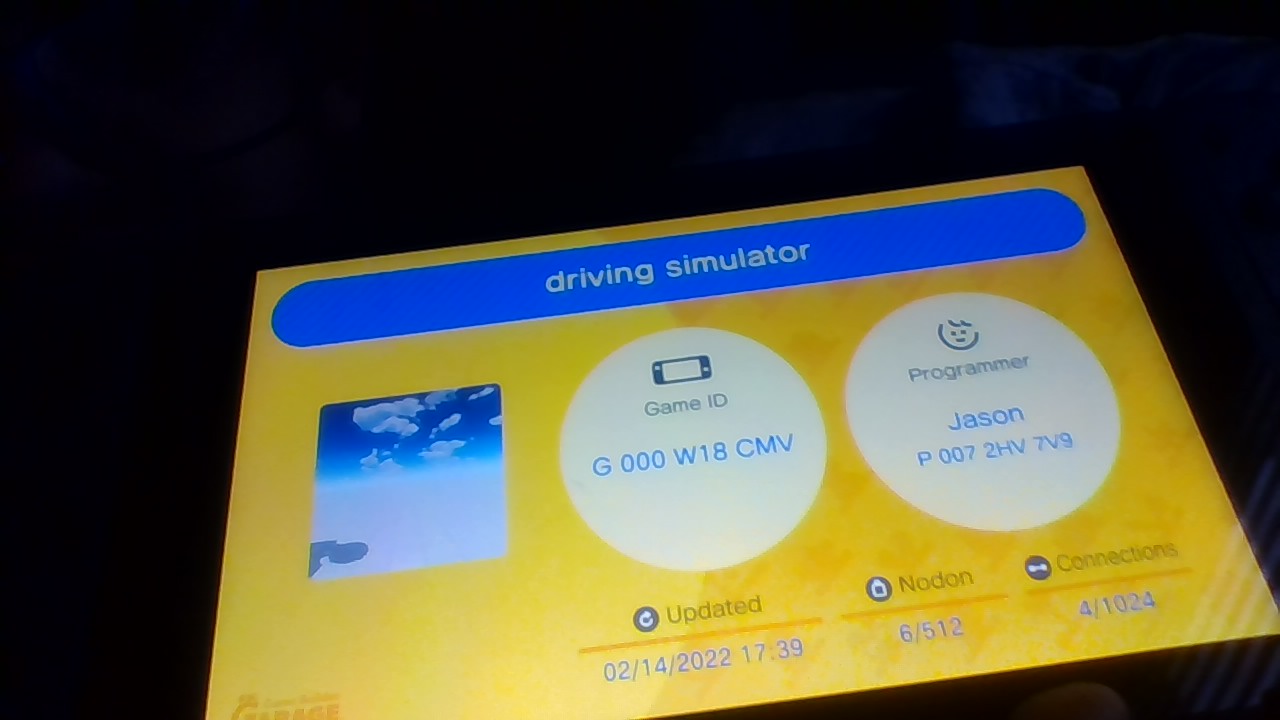 driving simulator
Game ID
G 000 W18 CMV
Programmer
Jason
P 007 2HV 7V9
Updated
02/14/2022 17:39
Nodon
6/512
Connections
4/1024
GARAGE